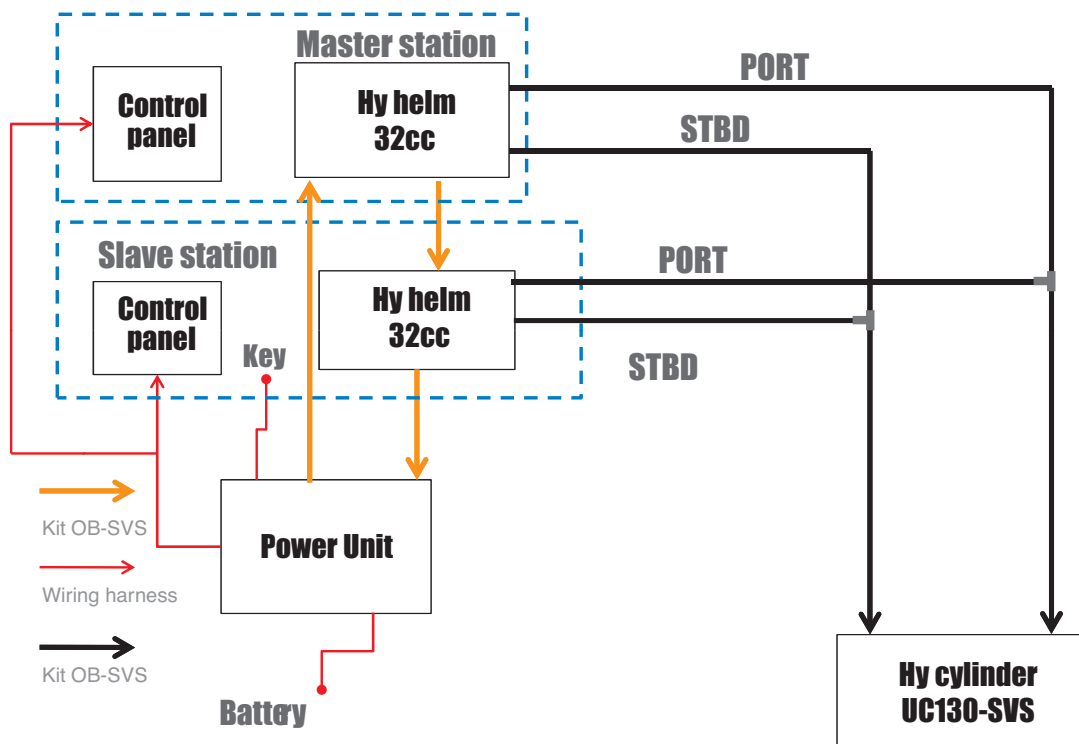 Master station
Control
panel
Hy helm
32cc
PORT
STBD
Slave station
Control
panel
Hy helm
32cc
PORT
STBD
Key
Kit OB-SVS
Power Unit
Wiring harness
Kit OB-SVS
Battery
Hy cylinder
UC130-SVS